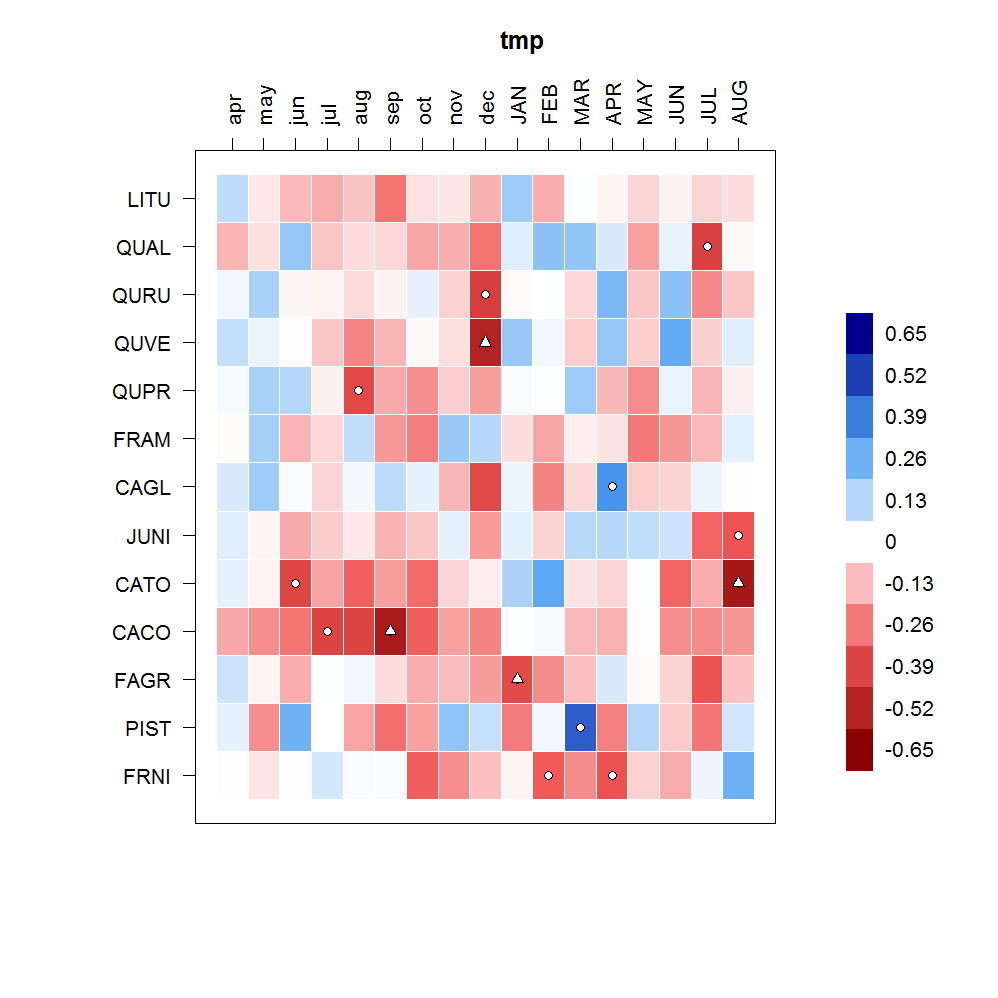 tmp
apr may jun jul aug sep oct nov dec JAN FEB MAR APR MAY JUN JUL AUG
LITU
QUAL
QURU
QUVE
QUPR
FRAM
CAGL
JUNI
CATO
CACO
FAGR
PIST
FRNI
0.65
0.52
0.39
0.26
0.13
0
-0.13
-0.26
-0.39
-0.52
-0.65